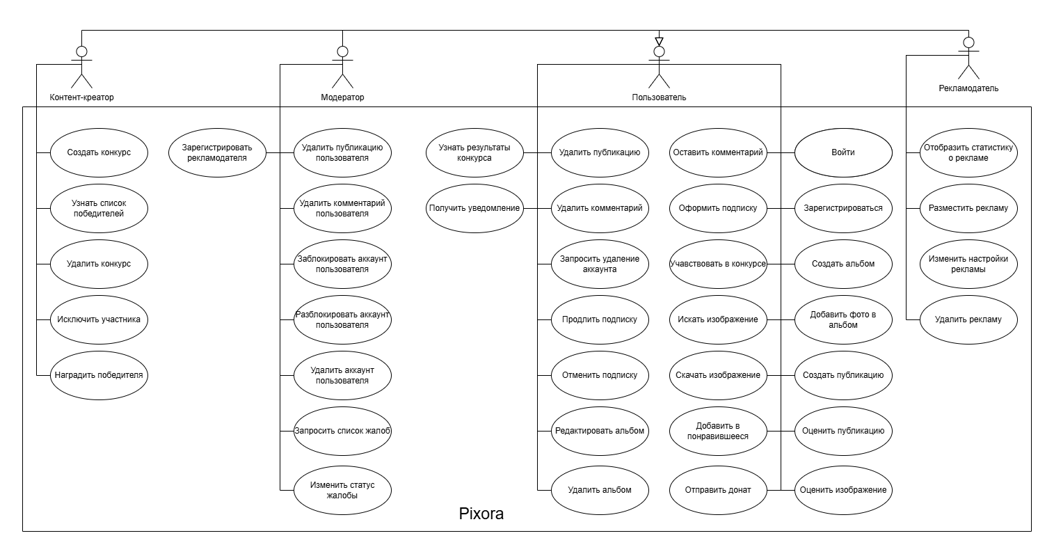 Контент-креатор
Модератор
Пользователь
Рекламодатель
Создать конкурс
Узнать список
победителей
Удалить конкурс
Исключить участника
Наградить победителя
Зарегистрировать
рекламодателя
Удалить публикацию
пользователя
Удалить комментарий
пользователя
Заблокировать аккаунт
пользователя
Разблокировать аккаунт
пользователя
Удалить аккаунт
пользователя
Запросить список жалоб
Изменить статус
жалобы
Узнать результаты
конкурса
Получить уведомление
Удалить публикацию
Удалить комментарий
Запросить удаление
аккаунта
Продлить подписку
Отменить подписку
Редактировать альбом
Удалить альбом
Оставить комментарий
Оформить подписку
Учавствовать в конкурсе
Искать изображение
Скачать изображение
Добавить в
понравившееся
Отправить донат
Войти
Зарегистрироваться
Создать альбом
Добавить фото в
альбом
Создать публикацию
Оценить публикацию
Оценить изображение
Отобразить статистику
о рекламе
Разместить рекламу
Изменить настройки
рекламы
Удалить рекламу
Pixora